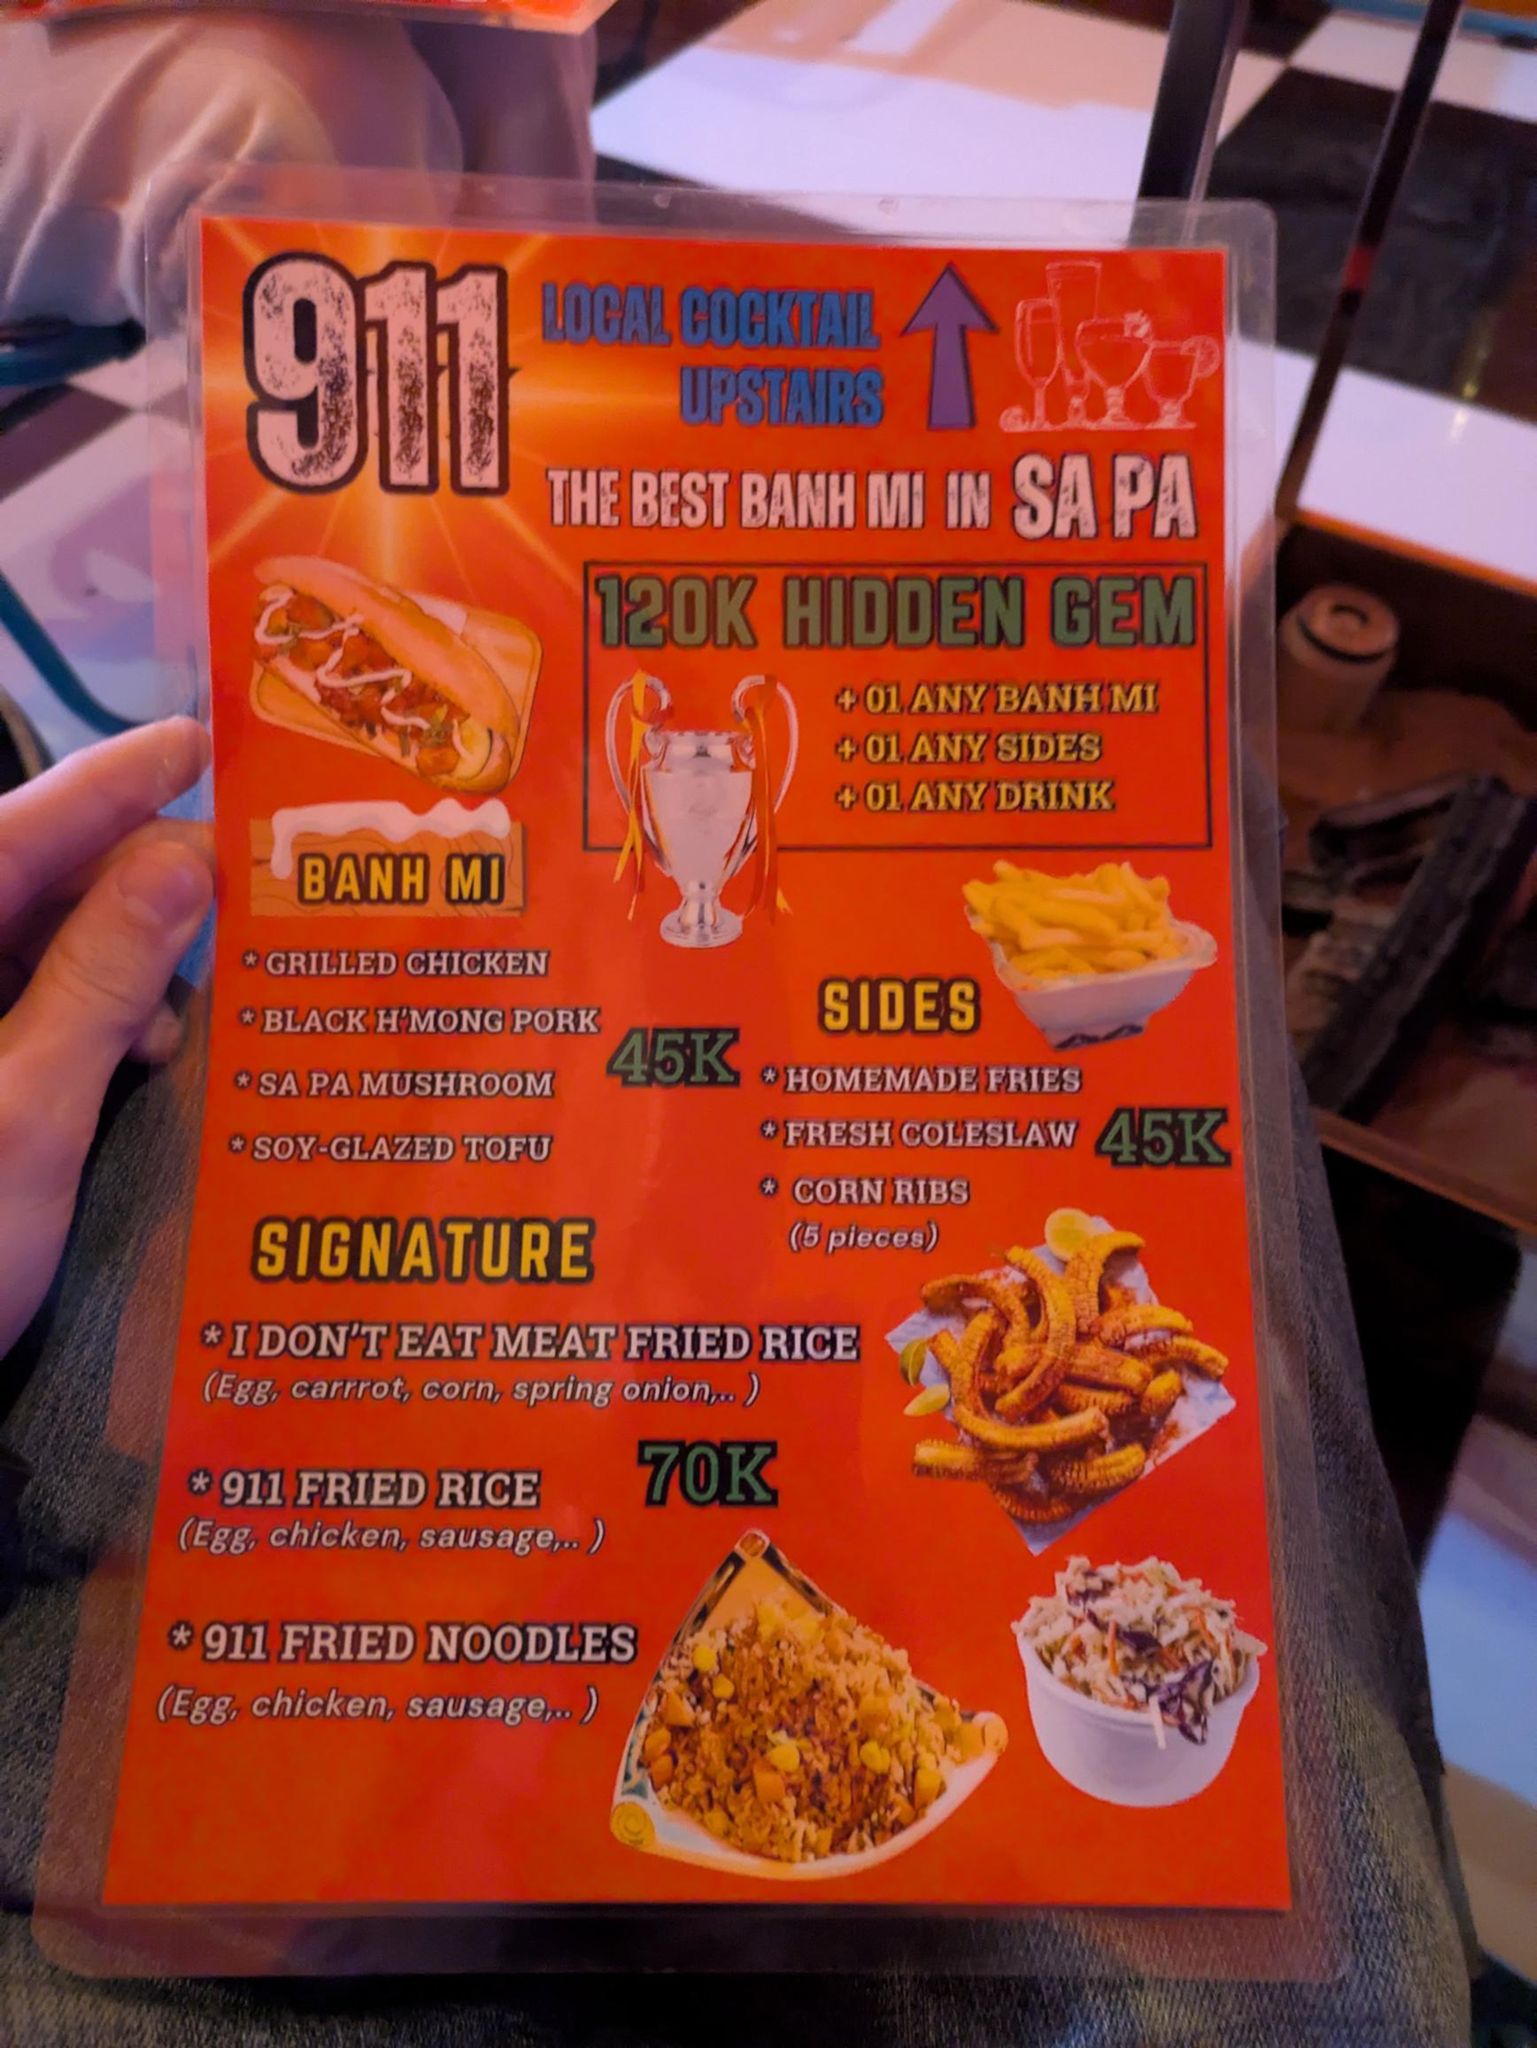 911
LOCAL COCKTAIL
UPSTAIRS
THE BEST BANH MI IN SA PA
120K HIDDEN GEM
+ 01 ANY BANH MI
+ 01 ANY SIDES
+ 01 ANY DRINK
BANH MI
* GRILLED CHICKEN
* BLACK H'MONG PORK
* SA PA MUSHROOM
* SOY-GLAZED TOFU
45K
SIDES
* HOMEMADE FRIES
* FRESH COLESLAW
* CORN RIBS
(5 pieces)
45K
SIGNATURE
* I DON'T EAT MEAT FRIED RICE
(Egg, carrrot, corn, spring onion,.. )
* 911 FRIED RICE
(Egg, chicken, sausage,.. )
70K
* 911 FRIED NOODLES
(Egg, chicken, sausage,.. )